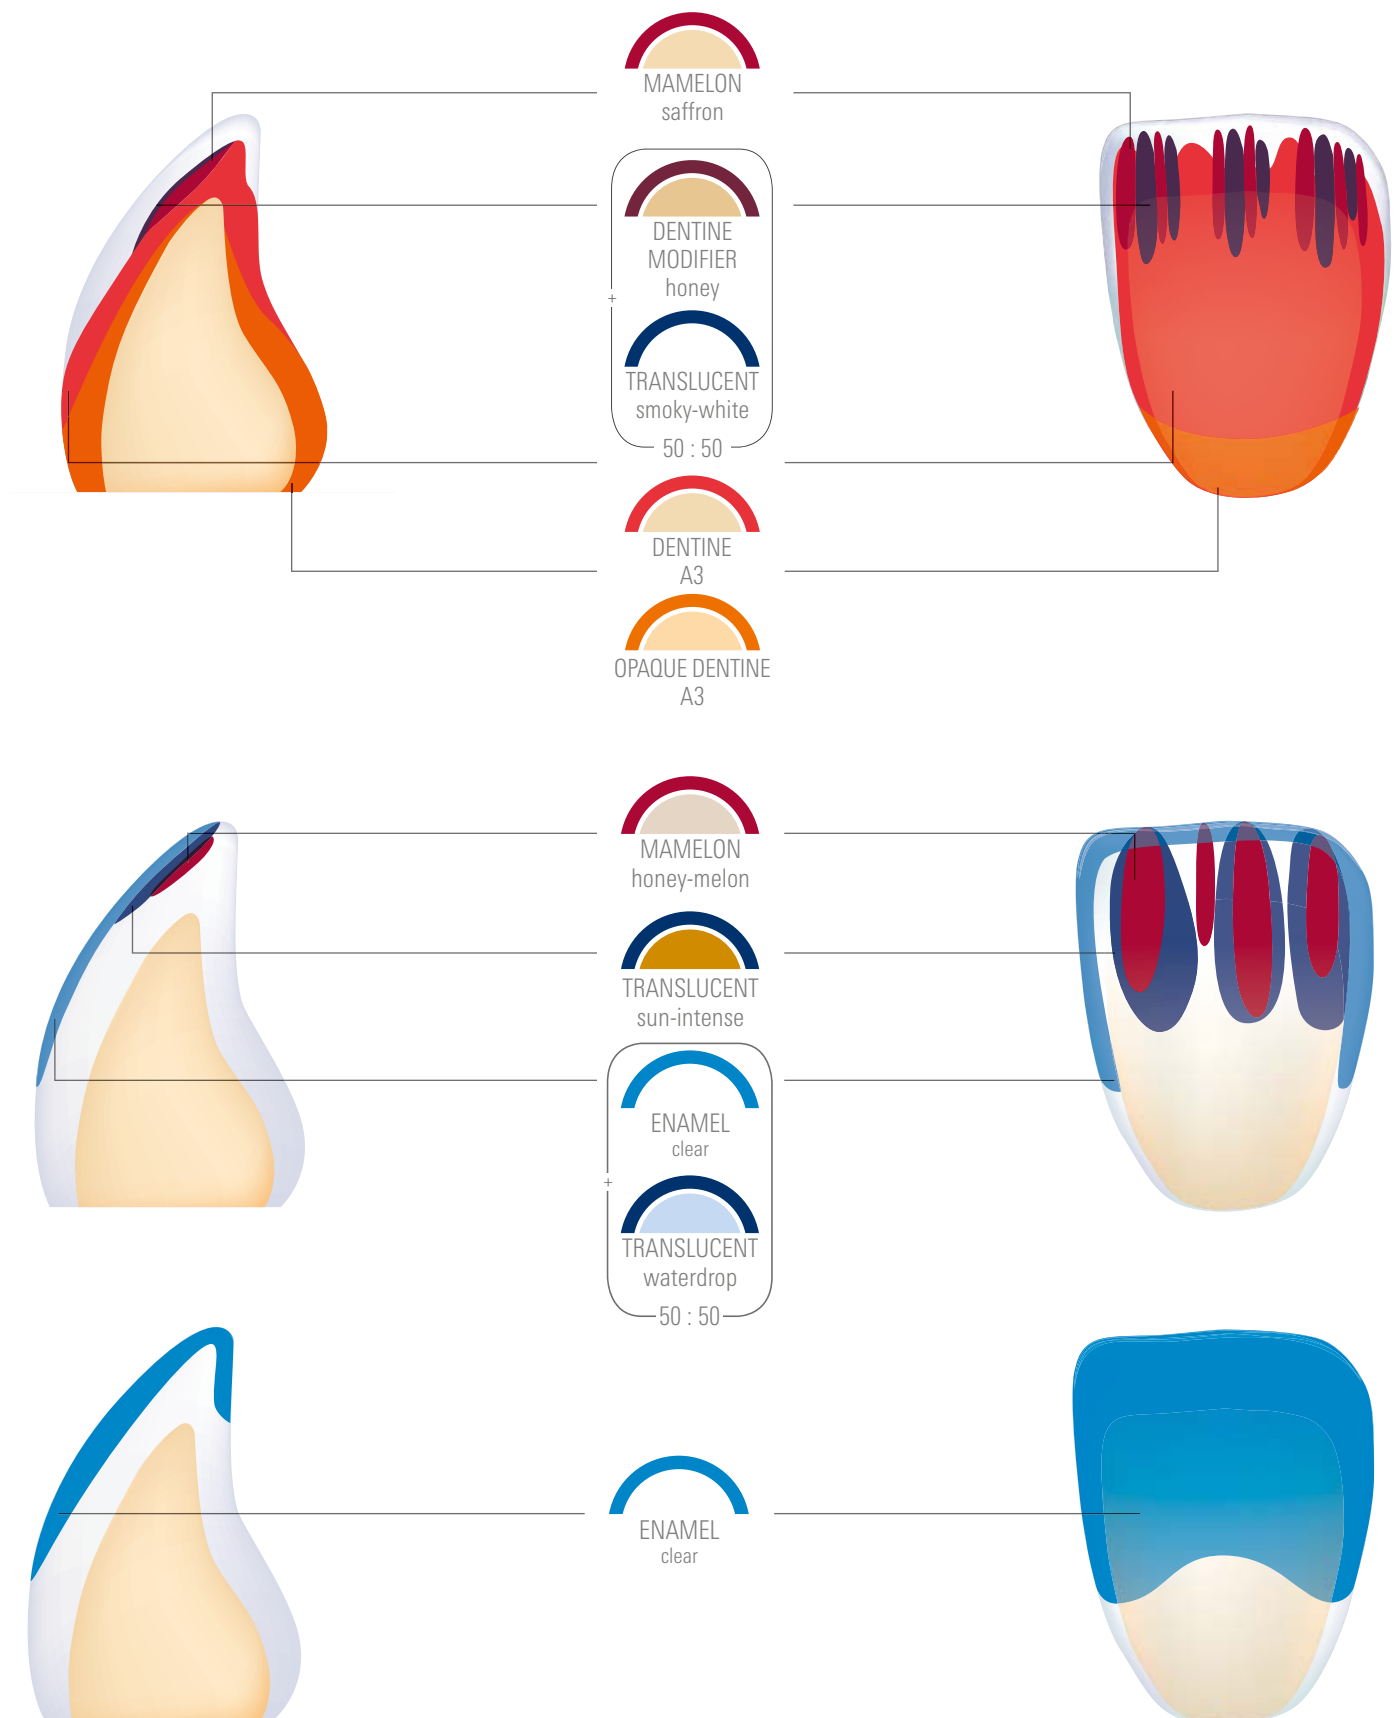 MAMELON
saffron
DENTINE
MODIFIER
honey
+
TRANSLUCENT
smoky-white
50 : 50
DENTINE
A3
OPAQUE DENTINE
A3
MAMELON
honey-melon
TRANSLUCENT
sun-intense
ENAMEL
clear
+
TRANSLUCENT
waterdrop
50 : 50
ENAMEL
clear